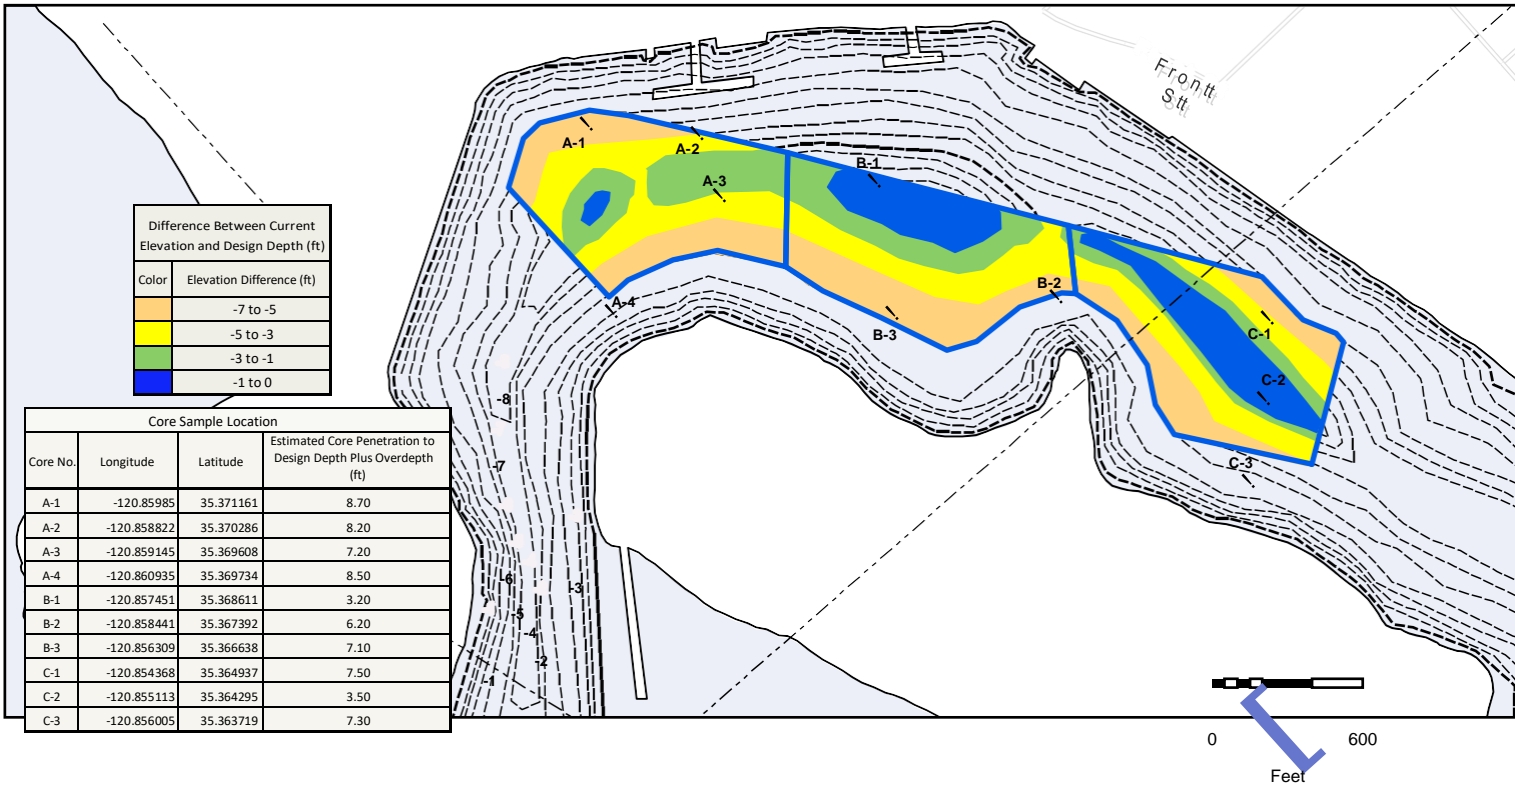 Frontt
Stt
A-1
A-2
A-3
A-4
B-1
B-2
B-3
C-1
C-2
C-3
Difference Between Current
Elevation and Design Depth (ft)
Color Elevation Difference (ft)
-7 to -5
-5 to -3
-3 to -1
-1 to 0
Core Sample Location
Core No. Longitude Latitude Estimated Core Penetration to
Design Depth Plus Overdepth
(ft)
A-1 -120.85985 35.371161 8.70
A-2 -120.858822 35.370286 8.20
A-3 -120.859145 35.369608 7.20
A-4 -120.860935 35.369734 8.50
B-1 -120.857451 35.368611 3.20
B-2 -120.858441 35.367392 6.20
B-3 -120.856309 35.366638 7.10
C-1 -120.854368 35.364937 7.50
C-2 -120.855113 35.364295 3.50
C-3 -120.856005 35.363719 7.30
-8
-7
-6
-5
-4
-3
-2
-1
0 600
Feet